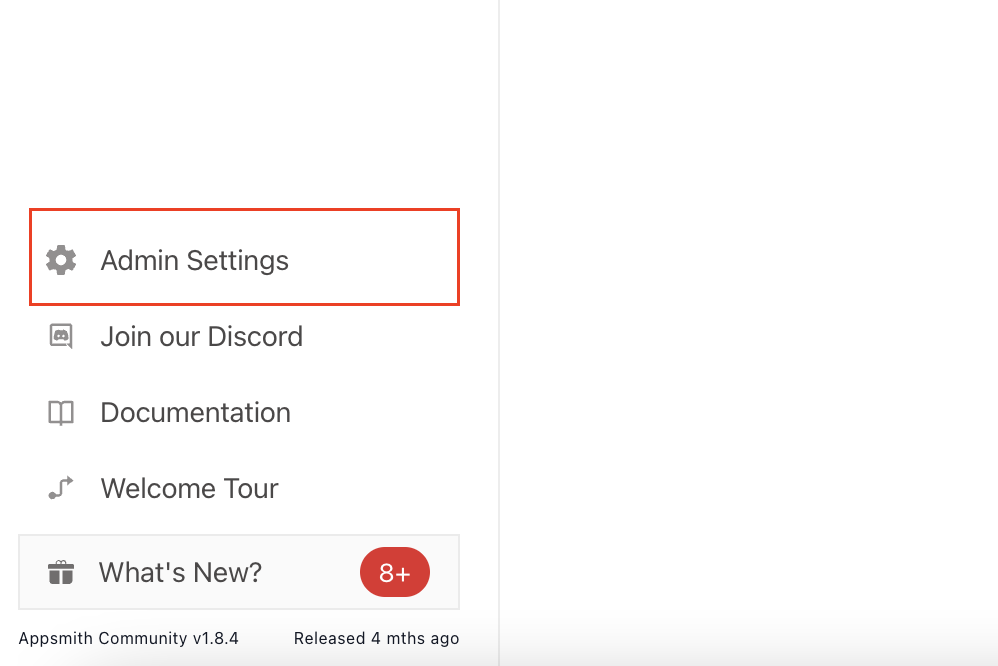 Admin Settings
Join our Discord
Documentation
Welcome Tour
What's New? 8+
Appsmith Community v1.8.4 Released 4 mths ago